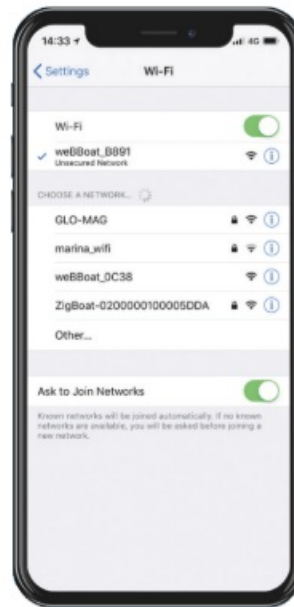 14:33
4G
Settings
Wi-Fi
Wi-Fi
weBBoat_B891
Unsecured Network
CHOOSE A NETWORK...
GLO-MAG
marina_wifi
weBBoat_0C38
ZigBoat-0200000100005DDA
Other...
Ask to Join Networks
Known networks will be joined automatically. If no known
networks are available, you will be asked before joining a
new network.